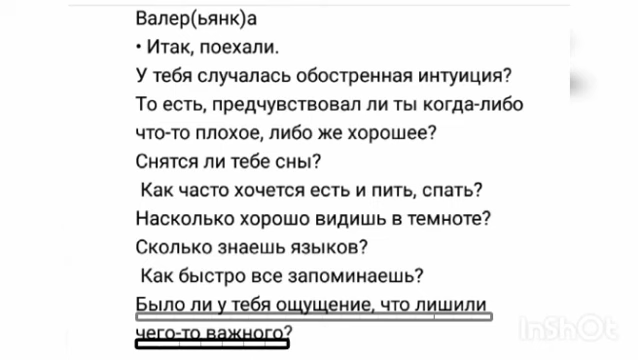 Валер(ьянк)а
• Итак, поехали.
У тебя случалась обостренная интуиция?
То есть, предчувствовал ли ты когда-либо
что-то плохое, либо же хорошее?
Снятся ли тебе сны?
Как часто хочется есть и пить, спать?
Насколько хорошо видишь в темноте?
Сколько знаешь языков?
Как быстро все запоминаешь?
Было ли у тебя ощущение, что лишили
чего-то важного?
InShOt